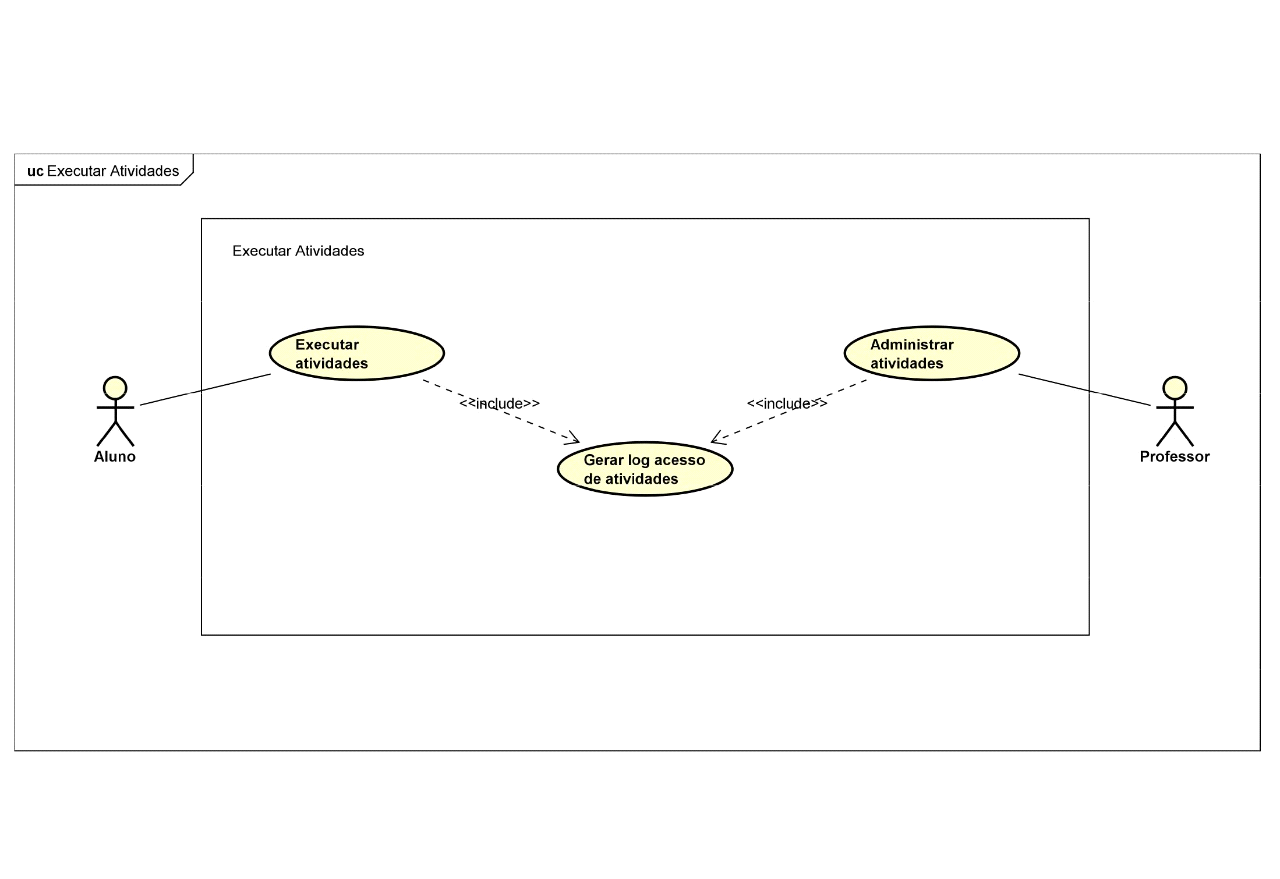 uc Executar Atividades
Executar Atividades
Executar
atividades
Administrar
atividades
<<include>>
<<include>>
Gerar log acesso
de atividades
Aluno
Professor